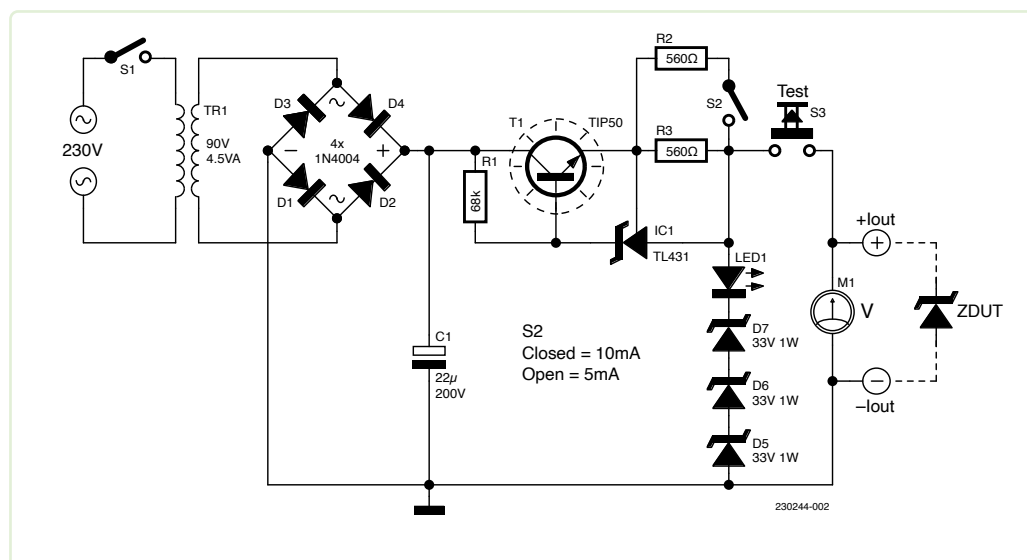 S1
230V
TR1
90V
4.5VA
D3
D4
4x
1N4004
D1
D2
~
~
−
+
R1
68k
T1
TIP50
R2
560Ω
S2
R3
560Ω
Test
S3
IC1
TL431
LED1
D7
33V 1W
D6
33V 1W
D5
33V 1W
C1
22µ
200V
S2
Closed = 10mA
Open = 5mA
+Iout
+
M1
V
ZDUT
−
–Iout
230244-002